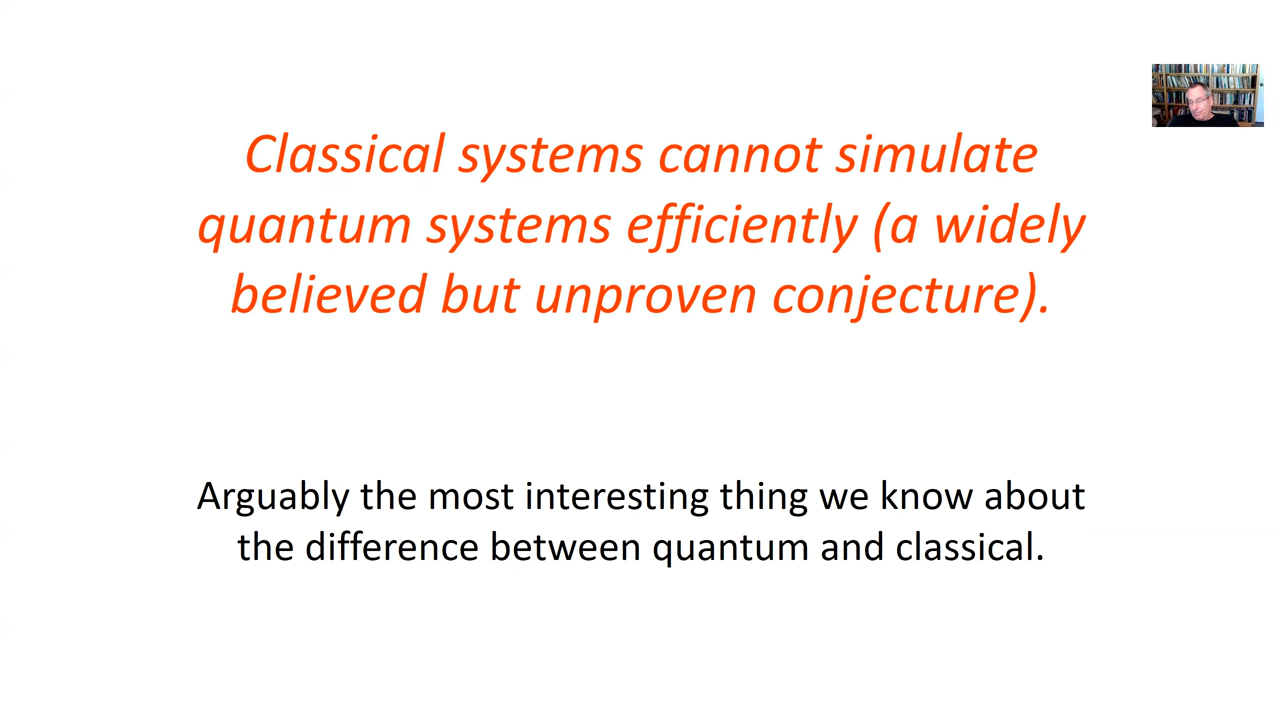 Classical systems cannot simulate
quantum systems efficiently (a widely
believed but unproven conjecture).
Arguably the most interesting thing we know about
the difference between quantum and classical.